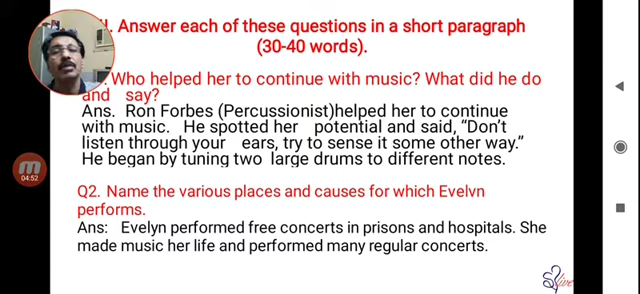 Answer each of these questions in a short paragraph
(30-40 words).
Who helped her to continue with music? What did he do
and say?
Ans. Ron Forbes (Percussionist)helped her to continue
with music. He spotted her potential and said, “Don’t
listen through your ears, try to sense it some other way.”
He began by tuning two large drums to different notes.
04:52
Q2. Name the various places and causes for which Evelyn
performs.
Ans: Evelyn performed free concerts in prisons and hospitals. She
made music her life and performed many regular concerts.
live